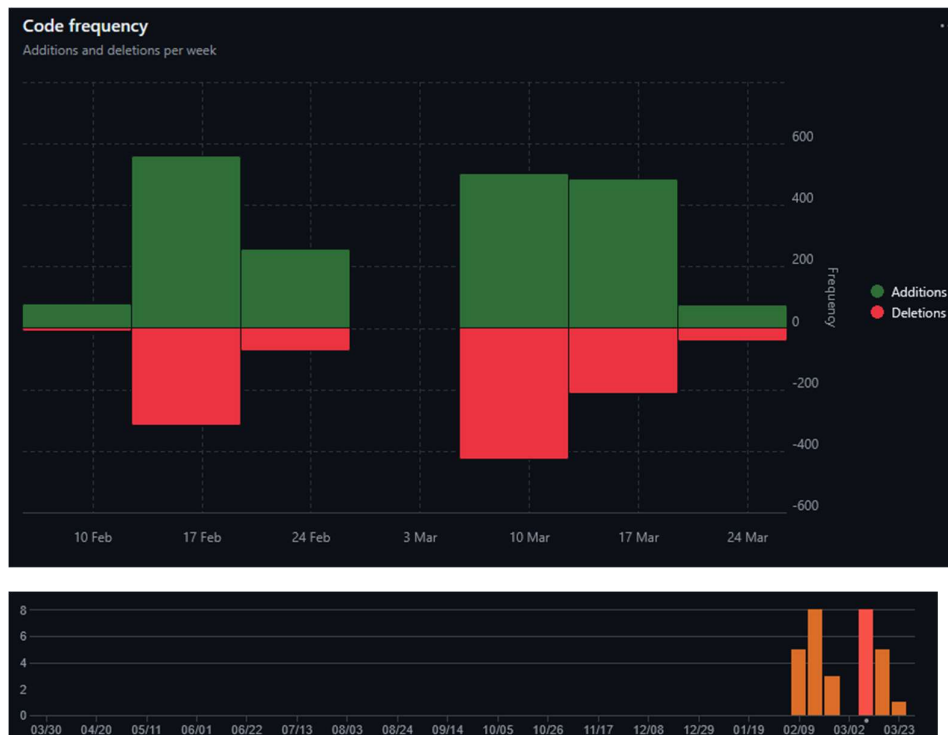 Code frequency
Additions and deletions per week
600
400
200
0
-200
-400
-600
Frequency
Additions
Deletions
10 Feb 17 Feb 24 Feb 3 Mar 10 Mar 17 Mar 24 Mar
8
6
4
2
0
03/30 04/20 05/11 06/01 06/22 07/13 08/03 08/24 09/14 10/05 10/26 11/17 12/08 12/29 01/19 02/09 03/02 03/23